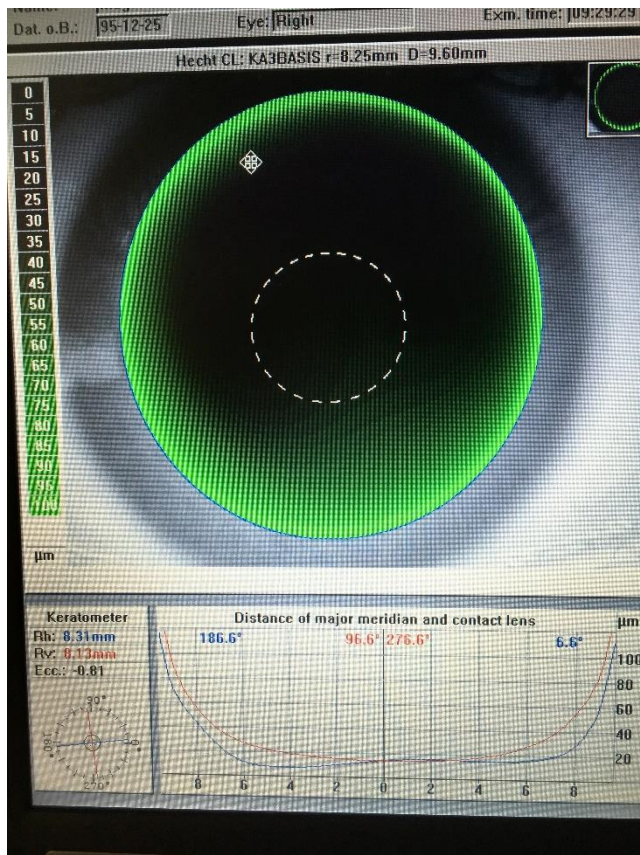 Dat. o.B.: 95-12-25 Eye: Right Exm. time: 09:29:29
Hecht CL: KA3BASIS r=8.25mm D=9.60mm
0
5
10
15
20
25
30
35
40
45
50
55
60
65
70
75
80
85
90
95
µm
Keratometer
Rh: 8.31mm
Rv: 8.13mm
Ecc.: -0.81
90°
0°
180°
270°
Distance of major meridian and contact lens
µm
186.6° 96.6° 276.6° 6.6°
100
80
60
40
20
8 6 4 2 0 2 4 6 8